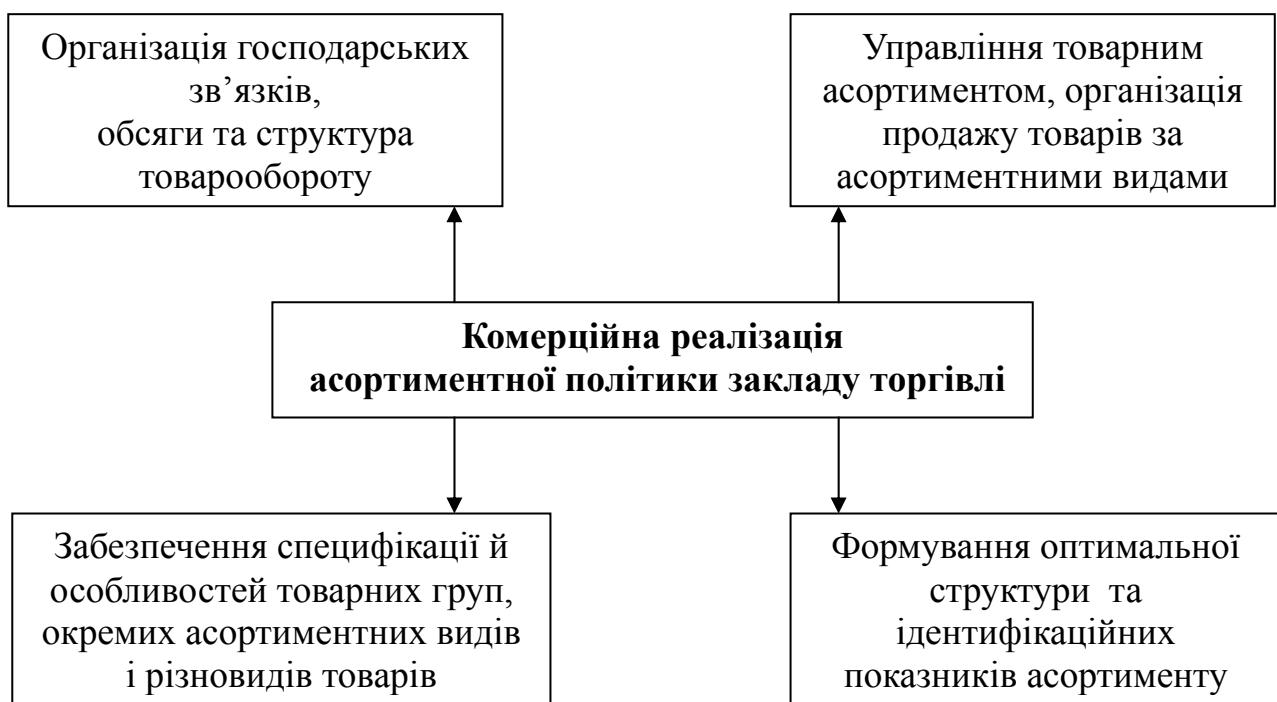 Організація господарських
зв’язків,
обсяги та структура
товарообороту
Управління товарним
асортиментом, організація
продажу товарів за
асортиментними видами
Комерційна реалізація
асортиментної політики закладу торгівлі
Забезпечення специфікації й
особливостей товарних груп,
окремих асортиментних видів
і різновидів товарів
Формування оптимальної
структури та
ідентифікаційних
показників асортименту